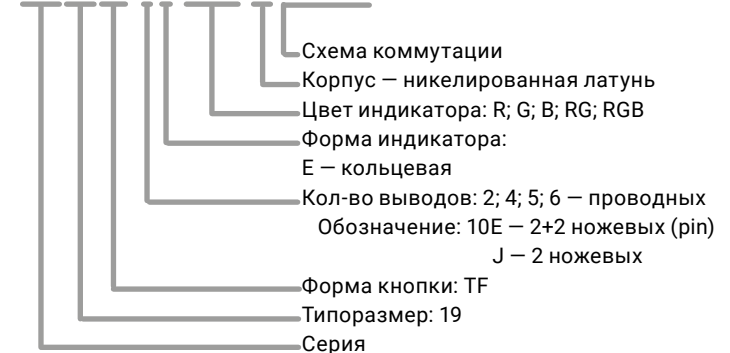 Схема коммутации
Корпус — никелированная латунь
Цвет индикатора: R; G; B; RG; RGB
Форма индикатора:
E — кольцевая
Кол-во выводов: 2; 4; 5; 6 — проводных
Обозначение: 10E — 2+2 ножевых (pin)
J — 2 ножевых
Форма кнопки: TF
Типоразмер: 19
Серия